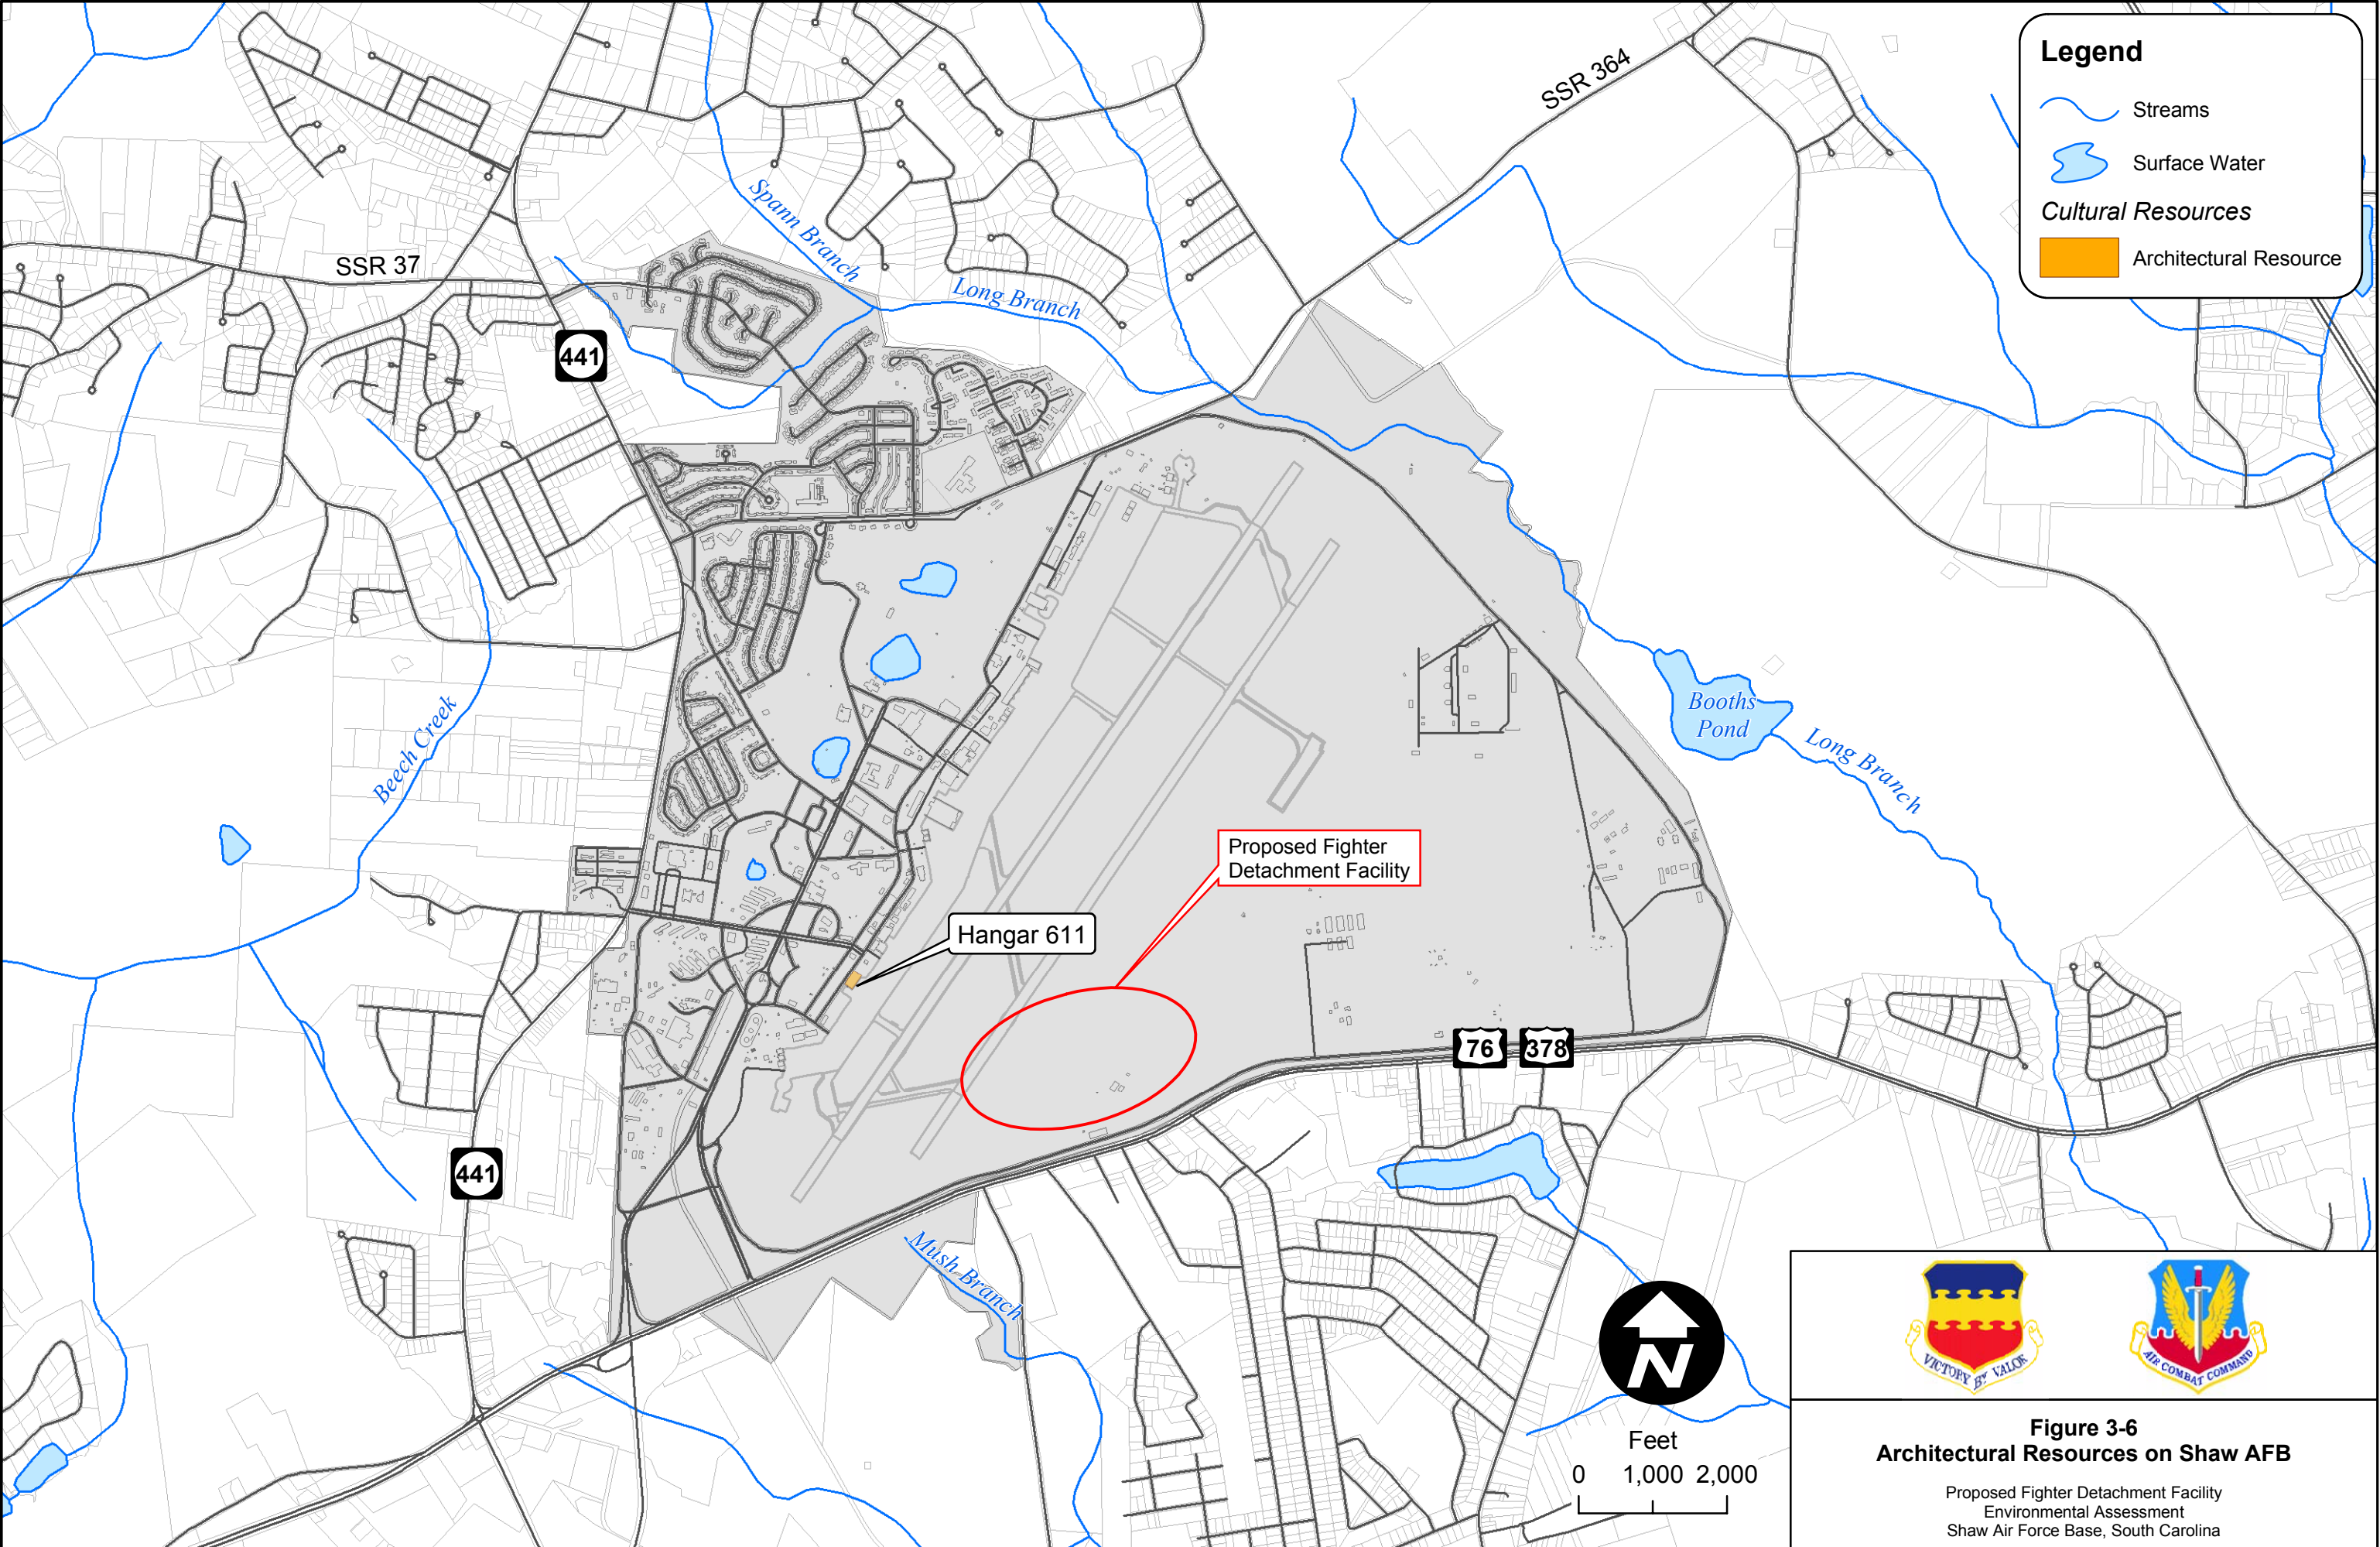 Legend
Streams
Surface Water
Cultural Resources
Architectural Resource
SSR 364
SSR 37
Spann Branch
Long Branch
441
Beech Creek
Booths
Pond
Long Branch
Proposed Fighter
Detachment Facility
Hangar 611
76
378
441
Mush Branch
N
Feet
0 1,000 2,000
VICTORY BY VALOR
AIR COMBAT COMMAND
Figure 3-6
Architectural Resources on Shaw AFB
Proposed Fighter Detachment Facility
Environmental Assessment
Shaw Air Force Base, South Carolina